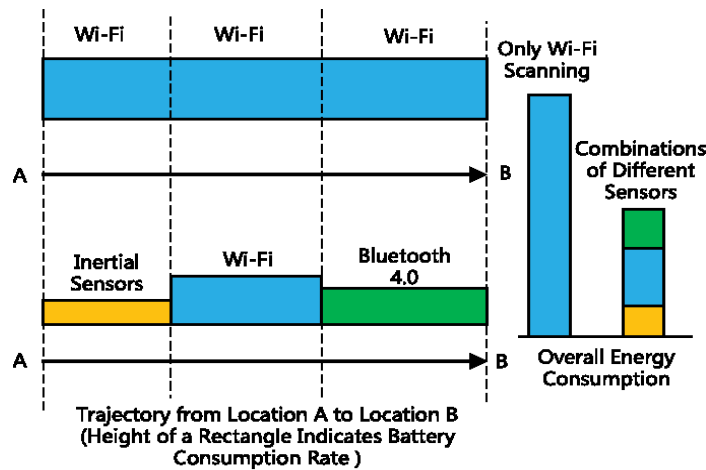 Wi-Fi
Wi-Fi
Wi-Fi
Only Wi-Fi
Scanning
A
B
Combinations
of Different
Sensors
Inertial
Sensors
Wi-Fi
Bluetooth
4.0
A
B
Overall Energy
Consumption
Trajectory from Location A to Location B
(Height of a Rectangle Indicates Battery
Consumption Rate )